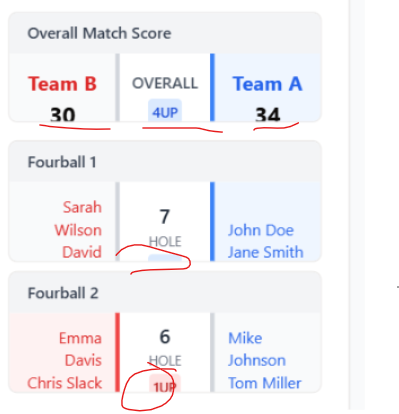 Overall Match Score
Team B OVERALL Team A
30 4UP 34
Fourball 1
Sarah
Wilson
David
7
HOLE
John Doe
Jane Smith
Fourball 2
Emma
Davis
Chris Slack
6
HOLE
1UP
Mike
Johnson
Tom Miller